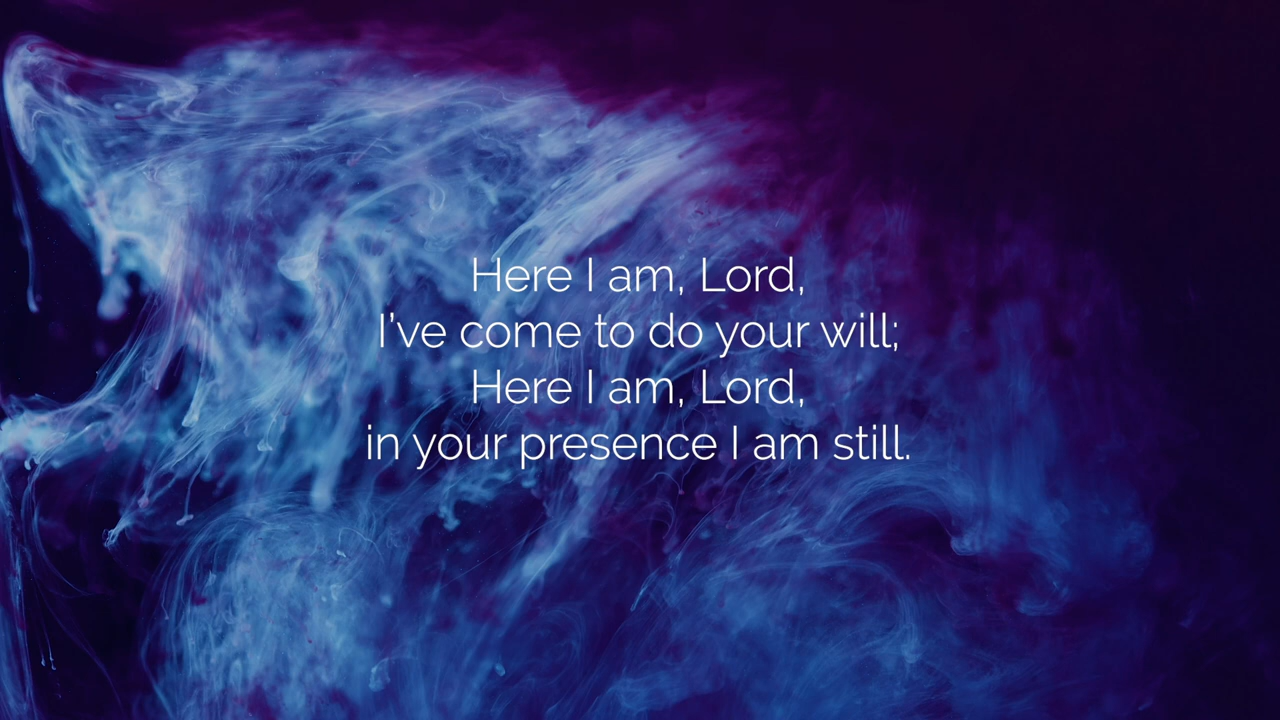 Here I am, Lord,
I’ve come to do your will;
Here I am, Lord,
in your presence I am still.